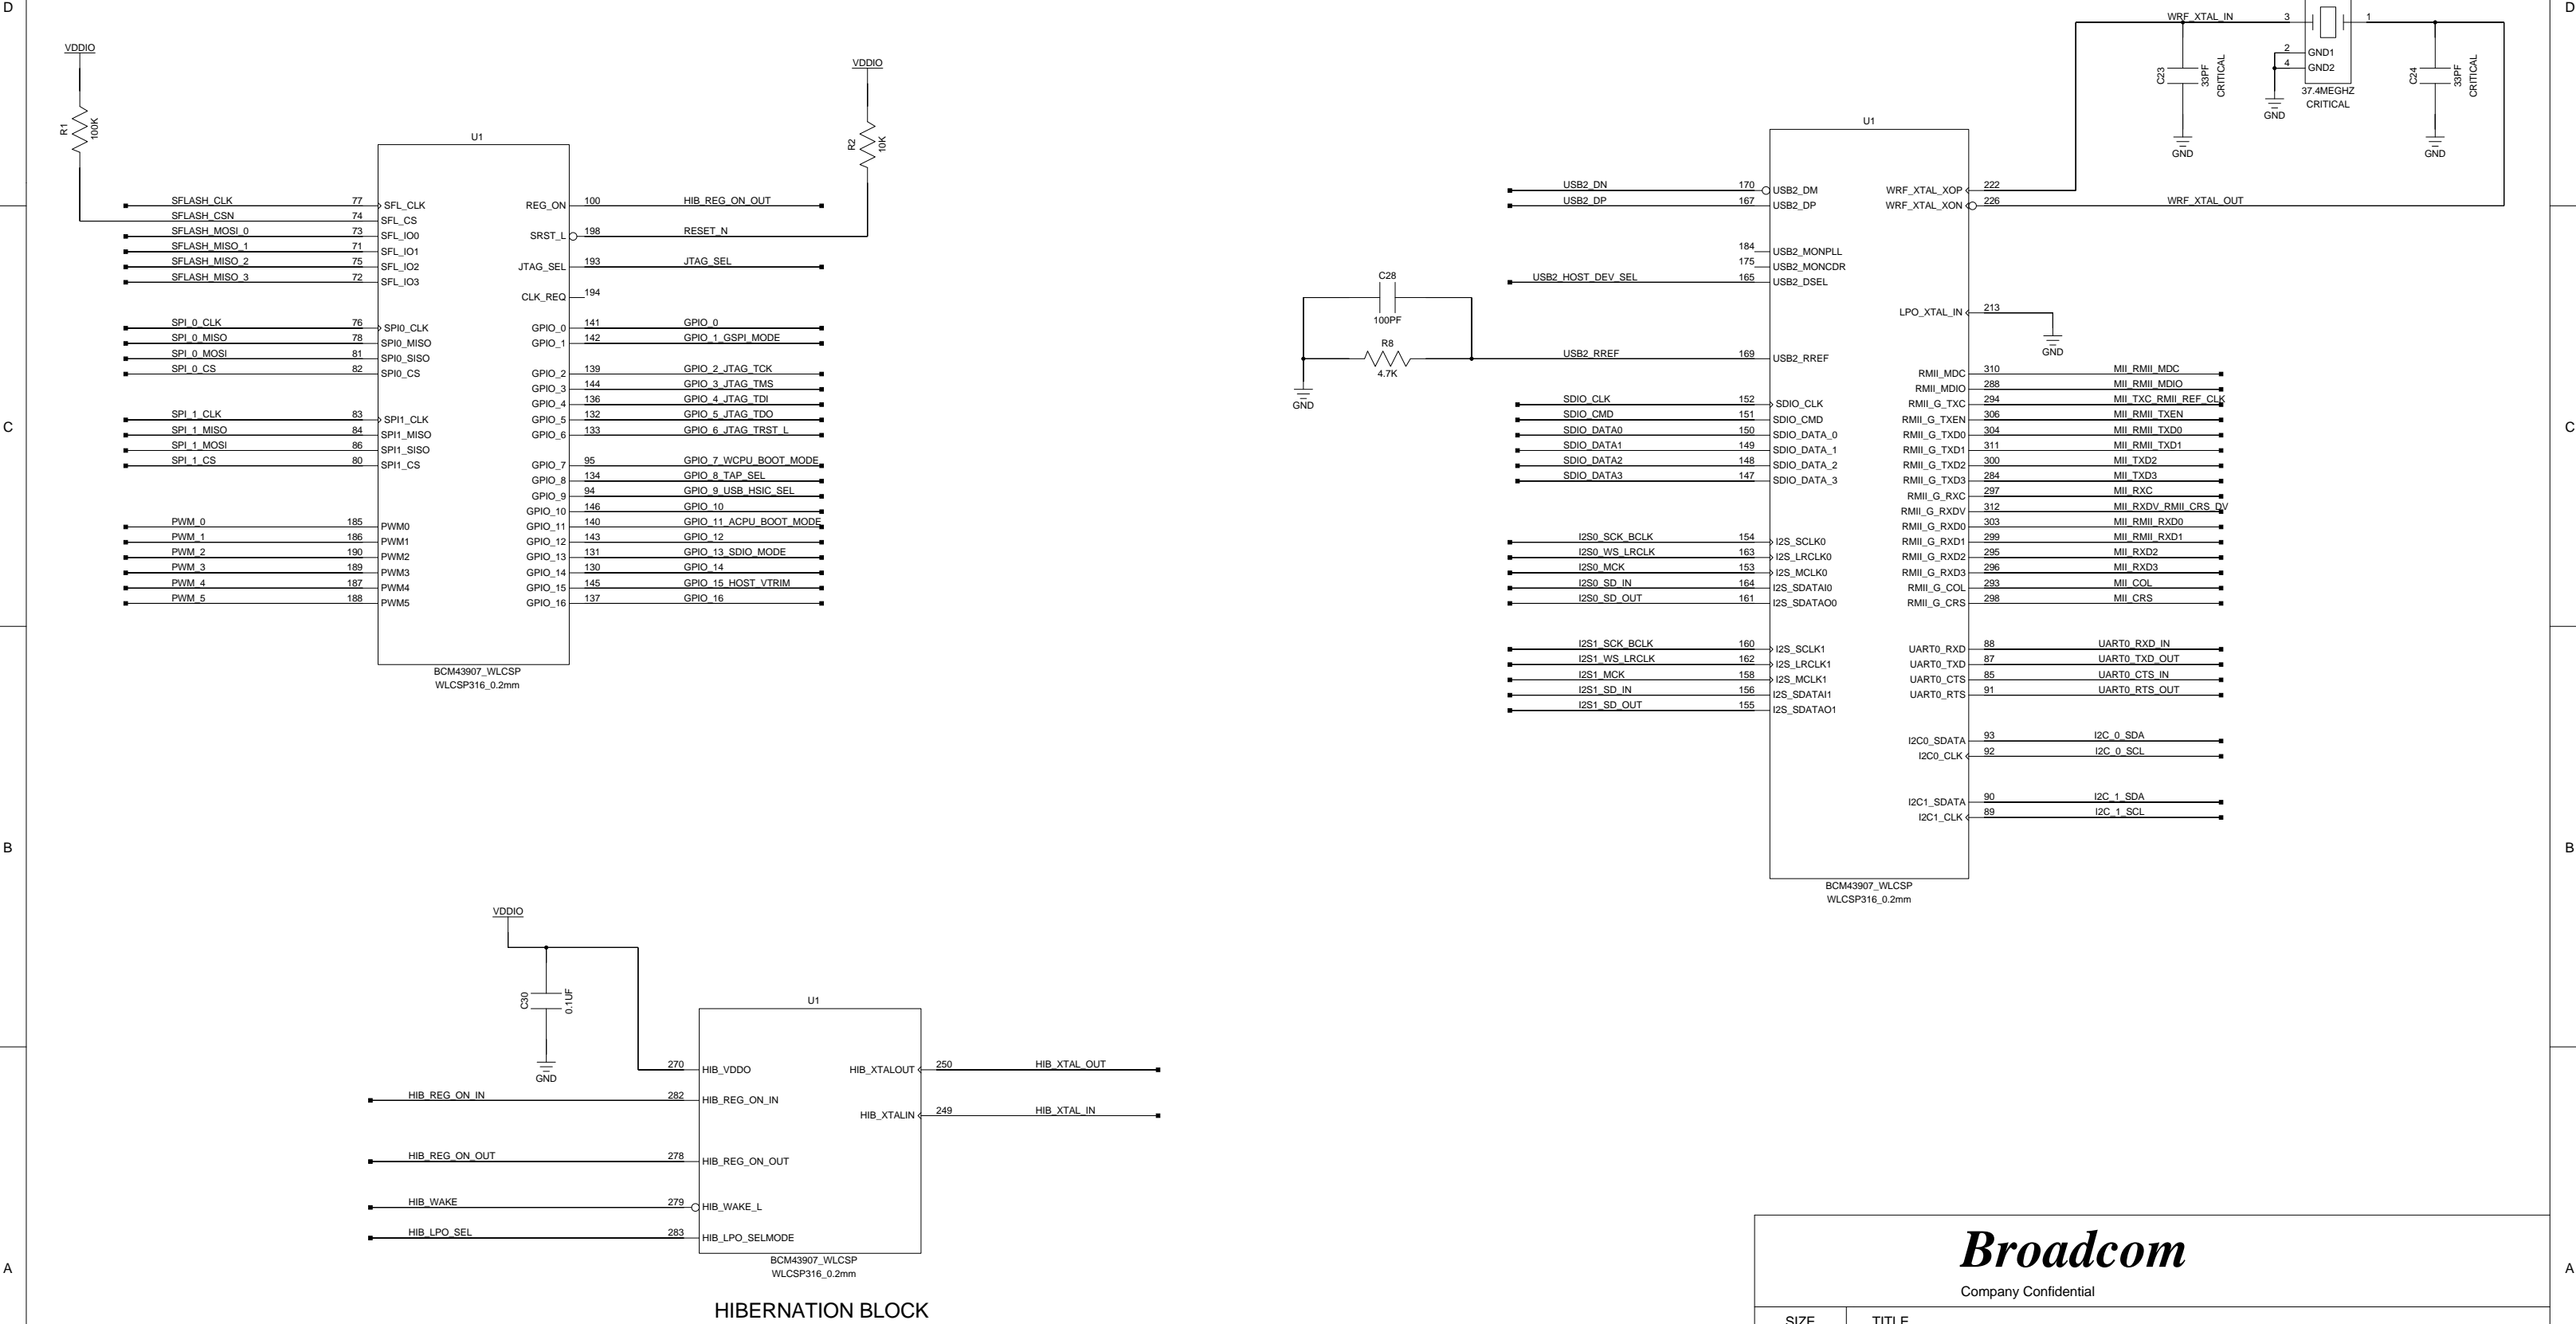 D
D
VDDIO
R1
100K
VDDIO
R2
10K
U1
SFLASH_CLK 77 SFL_CLK
SFLASH_CSN 74 SFL_CS
SFLASH_MOSI_0 73 SFL_IO0
SFLASH_MISO_1 71 SFL_IO1
SFLASH_MISO_2 75 SFL_IO2
SFLASH_MISO_3 72 SFL_IO3
SPI_0_CLK 76 SPI0_CLK
SPI_0_MISO 78 SPI0_MISO
SPI_0_MOSI 81 SPI0_SISO
SPI_0_CS 82 SPI0_CS
SPI_1_CLK 83 SPI1_CLK
SPI_1_MISO 84 SPI1_MISO
SPI_1_MOSI 86 SPI1_SISO
SPI_1_CS 80 SPI1_CS
PWM_0 185 PWM0
PWM_1 186 PWM1
PWM_2 190 PWM2
PWM_3 189 PWM3
PWM_4 187 PWM4
PWM_5 188 PWM5
REG_ON 100 HIB_REG_ON_OUT
SRST_L 198 RESET_N
JTAG_SEL 193 JTAG_SEL
CLK_REQ 194
GPIO_0 141 GPIO_0
GPIO_1 142 GPIO_1_GSPI_MODE
GPIO_2 139 GPIO_2_JTAG_TCK
GPIO_3 144 GPIO_3_JTAG_TMS
GPIO_4 136 GPIO_4_JTAG_TDI
GPIO_5 132 GPIO_5_JTAG_TDO
GPIO_6 133 GPIO_6_JTAG_TRST_L
GPIO_7 95 GPIO_7_WCPU_BOOT_MODE
GPIO_8 134 GPIO_8_TAP_SEL
GPIO_9 94 GPIO_9_USB_HSIC_SEL
GPIO_10 146 GPIO_10
GPIO_11 140 GPIO_11_ACPU_BOOT_MODE
GPIO_12 143 GPIO_12
GPIO_13 131 GPIO_13_SDIO_MODE
GPIO_14 130 GPIO_14
GPIO_15 145 GPIO_15_HOST_VTRIM
GPIO_16 137 GPIO_16
BCM43907_WLCSP
WLCSP316_0.2mm
WRF_XTAL_IN 3 1
2 GND1
4 GND2
37.4MEGHZ
CRITICAL
GND
C23
33PF
CRITICAL
GND
C24
33PF
CRITICAL
GND
U1
USB2_DN 170 USB2_DM
USB2_DP 167 USB2_DP
184 USB2_MONPLL
175 USB2_MONCDR
USB2_HOST_DEV_SEL 165 USB2_DSEL
C28
100PF
R8
4.7K
GND
USB2_RREF 169 USB2_RREF
SDIO_CLK 152 SDIO_CLK
SDIO_CMD 151 SDIO_CMD
SDIO_DATA0 150 SDIO_DATA_0
SDIO_DATA1 149 SDIO_DATA_1
SDIO_DATA2 148 SDIO_DATA_2
SDIO_DATA3 147 SDIO_DATA_3
I2S0_SCK_BCLK 154 I2S_SCLK0
I2S0_WS_LRCLK 163 I2S_LRCLK0
I2S0_MCK 153 I2S_MCLK0
I2S0_SD_IN 164 I2S_SDATAI0
I2S0_SD_OUT 161 I2S_SDATAO0
I2S1_SCK_BCLK 160 I2S_SCLK1
I2S1_WS_LRCLK 162 I2S_LRCLK1
I2S1_MCK 158 I2S_MCLK1
I2S1_SD_IN 156 I2S_SDATAI1
I2S1_SD_OUT 155 I2S_SDATAO1
WRF_XTAL_XOP 222
WRF_XTAL_XON 226 WRF_XTAL_OUT
LPO_XTAL_IN 213
GND
RMII_MDC 310 MII_RMII_MDC
RMII_MDIO 288 MII_RMII_MDIO
RMII_G_TXC 294 MII_TXC_RMII_REF_CLK
RMII_G_TXEN 306 MII_RMII_TXEN
RMII_G_TXD0 304 MII_RMII_TXD0
RMII_G_TXD1 311 MII_RMII_TXD1
RMII_G_TXD2 300 MII_TXD2
RMII_G_TXD3 284 MII_TXD3
RMII_G_RXC 297 MII_RXC
RMII_G_RXDV 312 MII_RXDV_RMII_CRS_DV
RMII_G_RXD0 303 MII_RMII_RXD0
RMII_G_RXD1 299 MII_RMII_RXD1
RMII_G_RXD2 295 MII_RXD2
RMII_G_RXD3 296 MII_RXD3
RMII_G_COL 293 MII_COL
RMII_G_CRS 298 MII_CRS
UART0_RXD 88 UART0_RXD_IN
UART0_TXD 87 UART0_TXD_OUT
UART0_CTS 85 UART0_CTS_IN
UART0_RTS 91 UART0_RTS_OUT
I2C0_SDATA 93 I2C_0_SDA
I2C0_CLK 92 I2C_0_SCL
I2C1_SDATA 90 I2C_1_SDA
I2C1_CLK 89 I2C_1_SCL
BCM43907_WLCSP
WLCSP316_0.2mm
C
C
B
B
VDDIO
C30
0.1UF
GND
U1
270 HIB_VDDO
HIB_REG_ON_IN 282 HIB_REG_ON_IN
HIB_REG_ON_OUT 278 HIB_REG_ON_OUT
HIB_WAKE 279 HIB_WAKE_L
HIB_LPO_SEL 283 HIB_LPO_SELMODE
HIB_XTALOUT 250 HIB_XTAL_OUT
HIB_XTALIN 249 HIB_XTAL_IN
BCM43907_WLCSP
WLCSP316_0.2mm
HIBERNATION BLOCK
A
A
Broadcom
Company Confidential
SIZE TITLE